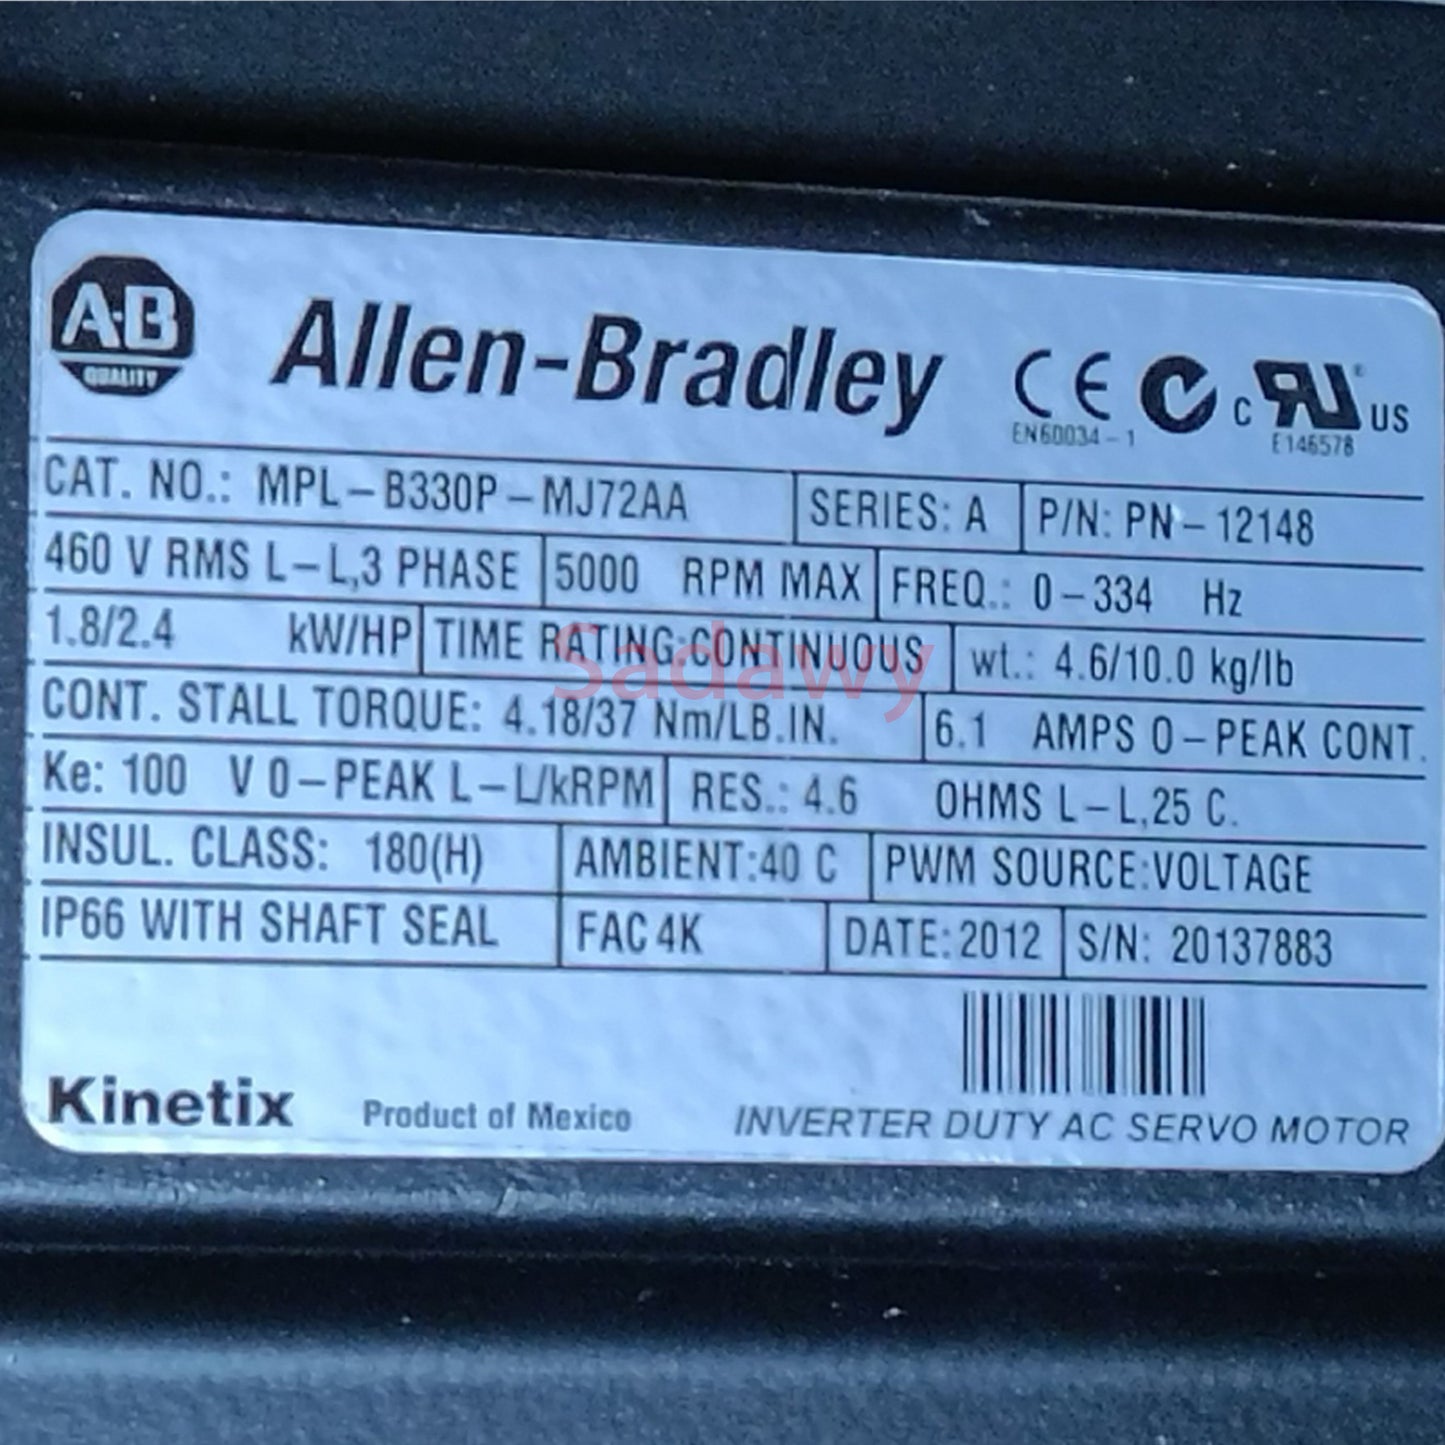 A-B
QUALITY
Allen-Bradley
CE
EN60034-1
C
RU
®
US
E146578
CAT. NO.: MPL-B330P-MJ72AA SERIES: A P/N: PN-12148
460 V RMS L-L,3 PHASE 5000 RPM MAX FREQ.: 0-334 Hz
1.8/2.4 kW/HP TIME RATING:CONTINUOUS wt.: 4.6/10.0 kg/lb
Sadawy
CONT. STALL TORQUE: 4.18/37 Nm/LB.IN. 6.1 AMPS 0-PEAK CONT.
Ke: 100 V 0-PEAK L-L/kRPM RES.: 4.6 OHMS L-L,25 C.
INSUL. CLASS: 180(H) AMBIENT:40 C PWM SOURCE:VOLTAGE
IP66 WITH SHAFT SEAL FAC 4K DATE: 2012 S/N: 20137883
Kinetix Product of Mexico INVERTER DUTY AC SERVO MOTOR